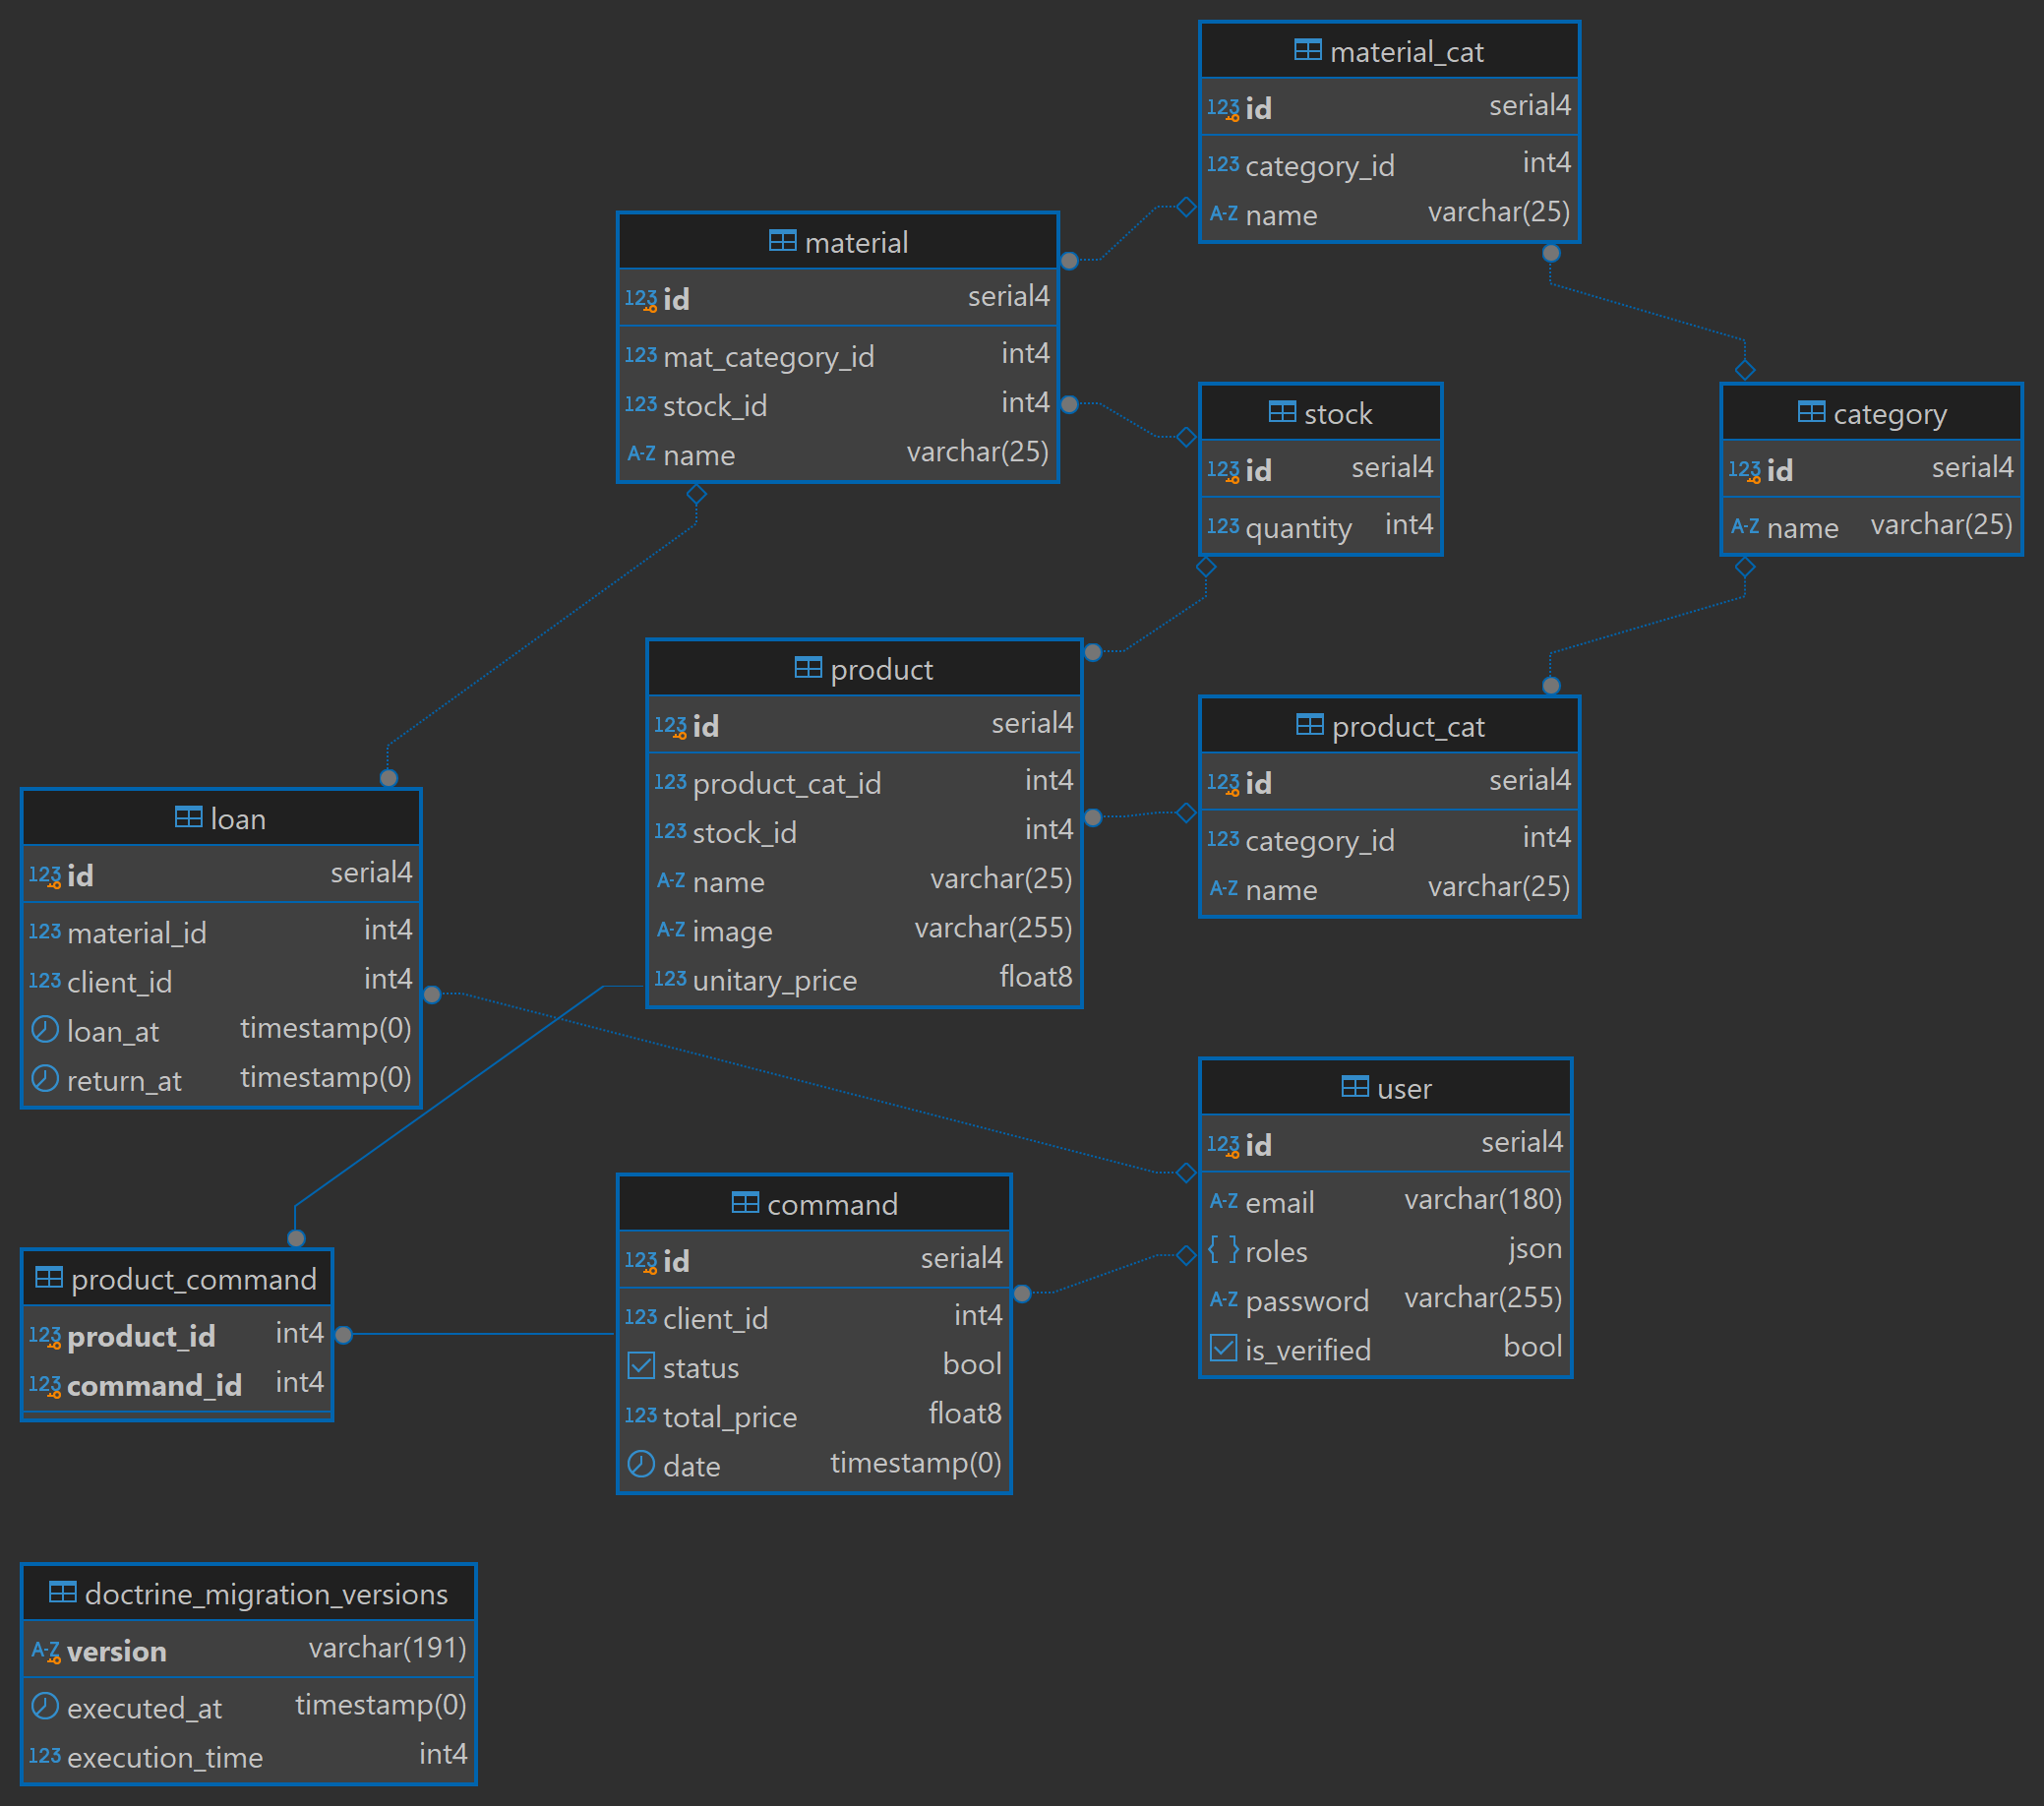 material_cat
123 id serial4
123 category_id int4
A-Z name varchar(25)
material
123 id serial4
123 mat_category_id int4
123 stock_id int4
A-Z name varchar(25)
stock
123 id serial4
123 quantity int4
category
123 id serial4
A-Z name varchar(25)
product
123 id serial4
123 product_cat_id int4
123 stock_id int4
A-Z name varchar(25)
A-Z image varchar(255)
123 unitary_price float8
product_cat
123 id serial4
123 category_id int4
A-Z name varchar(25)
loan
123 id serial4
123 material_id int4
123 client_id int4
loan_at timestamp(0)
return_at timestamp(0)
user
123 id serial4
A-Z email varchar(180)
{ } roles json
A-Z password varchar(255)
is_verified bool
command
123 id serial4
123 client_id int4
status bool
123 total_price float8
date timestamp(0)
product_command
123 product_id int4
123 command_id int4
doctrine_migration_versions
A-Z version varchar(191)
executed_at timestamp(0)
123 execution_time int4